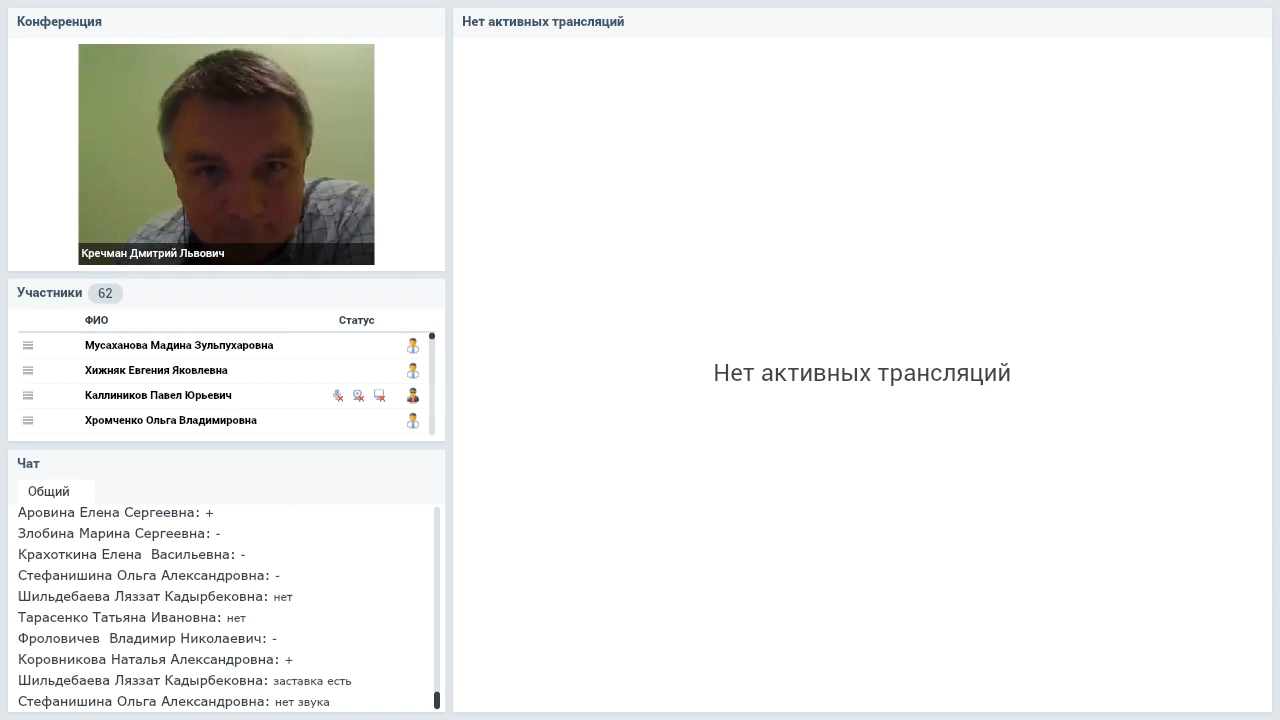 Конференция
Кречман Дмитрий Львович
Участники 62
ФИО Статус
Мусаханова Мадина Зульпухаровна
Хижняк Евгения Яковлевна
Каллиников Павел Юрьевич
Хромченко Ольга Владимировна
Чат
Общий
Аровина Елена Сергеевна: +
Злобина Марина Сергеевна: -
Крахоткина Елена  Васильевна: -
Стефанишина Ольга Александровна: -
Шильдебаева Ляззат Кадырбековна: нет
Тарасенко Татьяна Ивановна: нет
Фроловичев  Владимир Николаевич: -
Коровникова Наталья Александровна: +
Шильдебаева Ляззат Кадырбековна: заставка есть
Стефанишина Ольга Александровна: нет звука
Нет активных трансляций
Нет активных трансляций